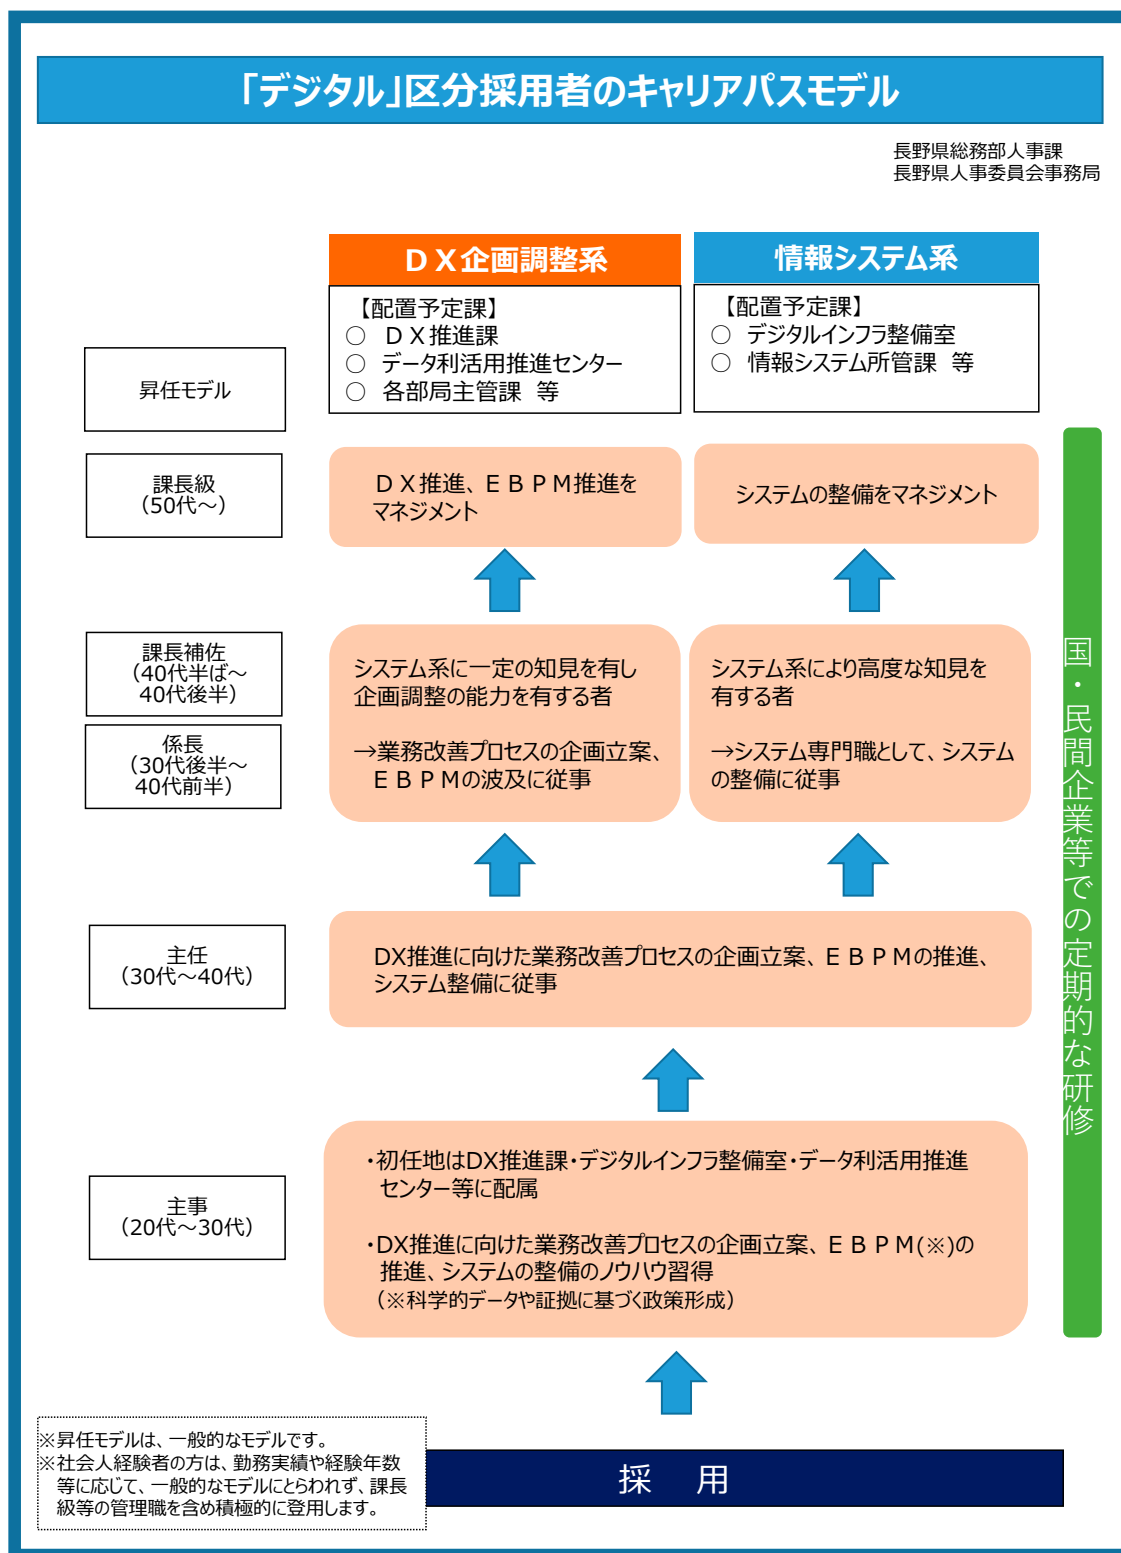 「デジタル」区分採用者のキャリアパスモデル
長野県総務部人事課
長野県人事委員会事務局
ＤＸ企画調整系
【配置予定課】
○ ＤＸ推進課
○ データ利活用推進センター
○ 各部局主管課 等
情報システム系
【配置予定課】
○ デジタルインフラ整備室
○ 情報システム所管課 等
昇任モデル
課長級
（50代～）
ＤＸ推進、ＥＢＰＭ推進を
マネジメント
システムの整備をマネジメント
課長補佐
（40代半ば～
40代後半）
係長
（30代後半～
40代前半）
システム系に一定の知見を有し
企画調整の能力を有する者
→業務改善プロセスの企画立案、
ＥＢＰＭの波及に従事
システム系により高度な知見を
有する者
→システム専門職として、システム
の整備に従事
主任
（30代～40代）
DX推進に向けた業務改善プロセスの企画立案、ＥＢＰＭの推進、
システム整備に従事
主事
（20代～30代）
・初任地はDX推進課・デジタルインフラ整備室・データ利活用推進
センター等に配属
・DX推進に向けた業務改善プロセスの企画立案、ＥＢＰＭ(※)の
推進、システムの整備のノウハウ習得
（※科学的データや証拠に基づく政策形成）
国・民間企業等での定期的な研修
※昇任モデルは、一般的なモデルです。
※社会人経験者の方は、勤務実績や経験年数
等に応じて、一般的なモデルにとらわれず、課長
級等の管理職を含め積極的に登用します。
採 用